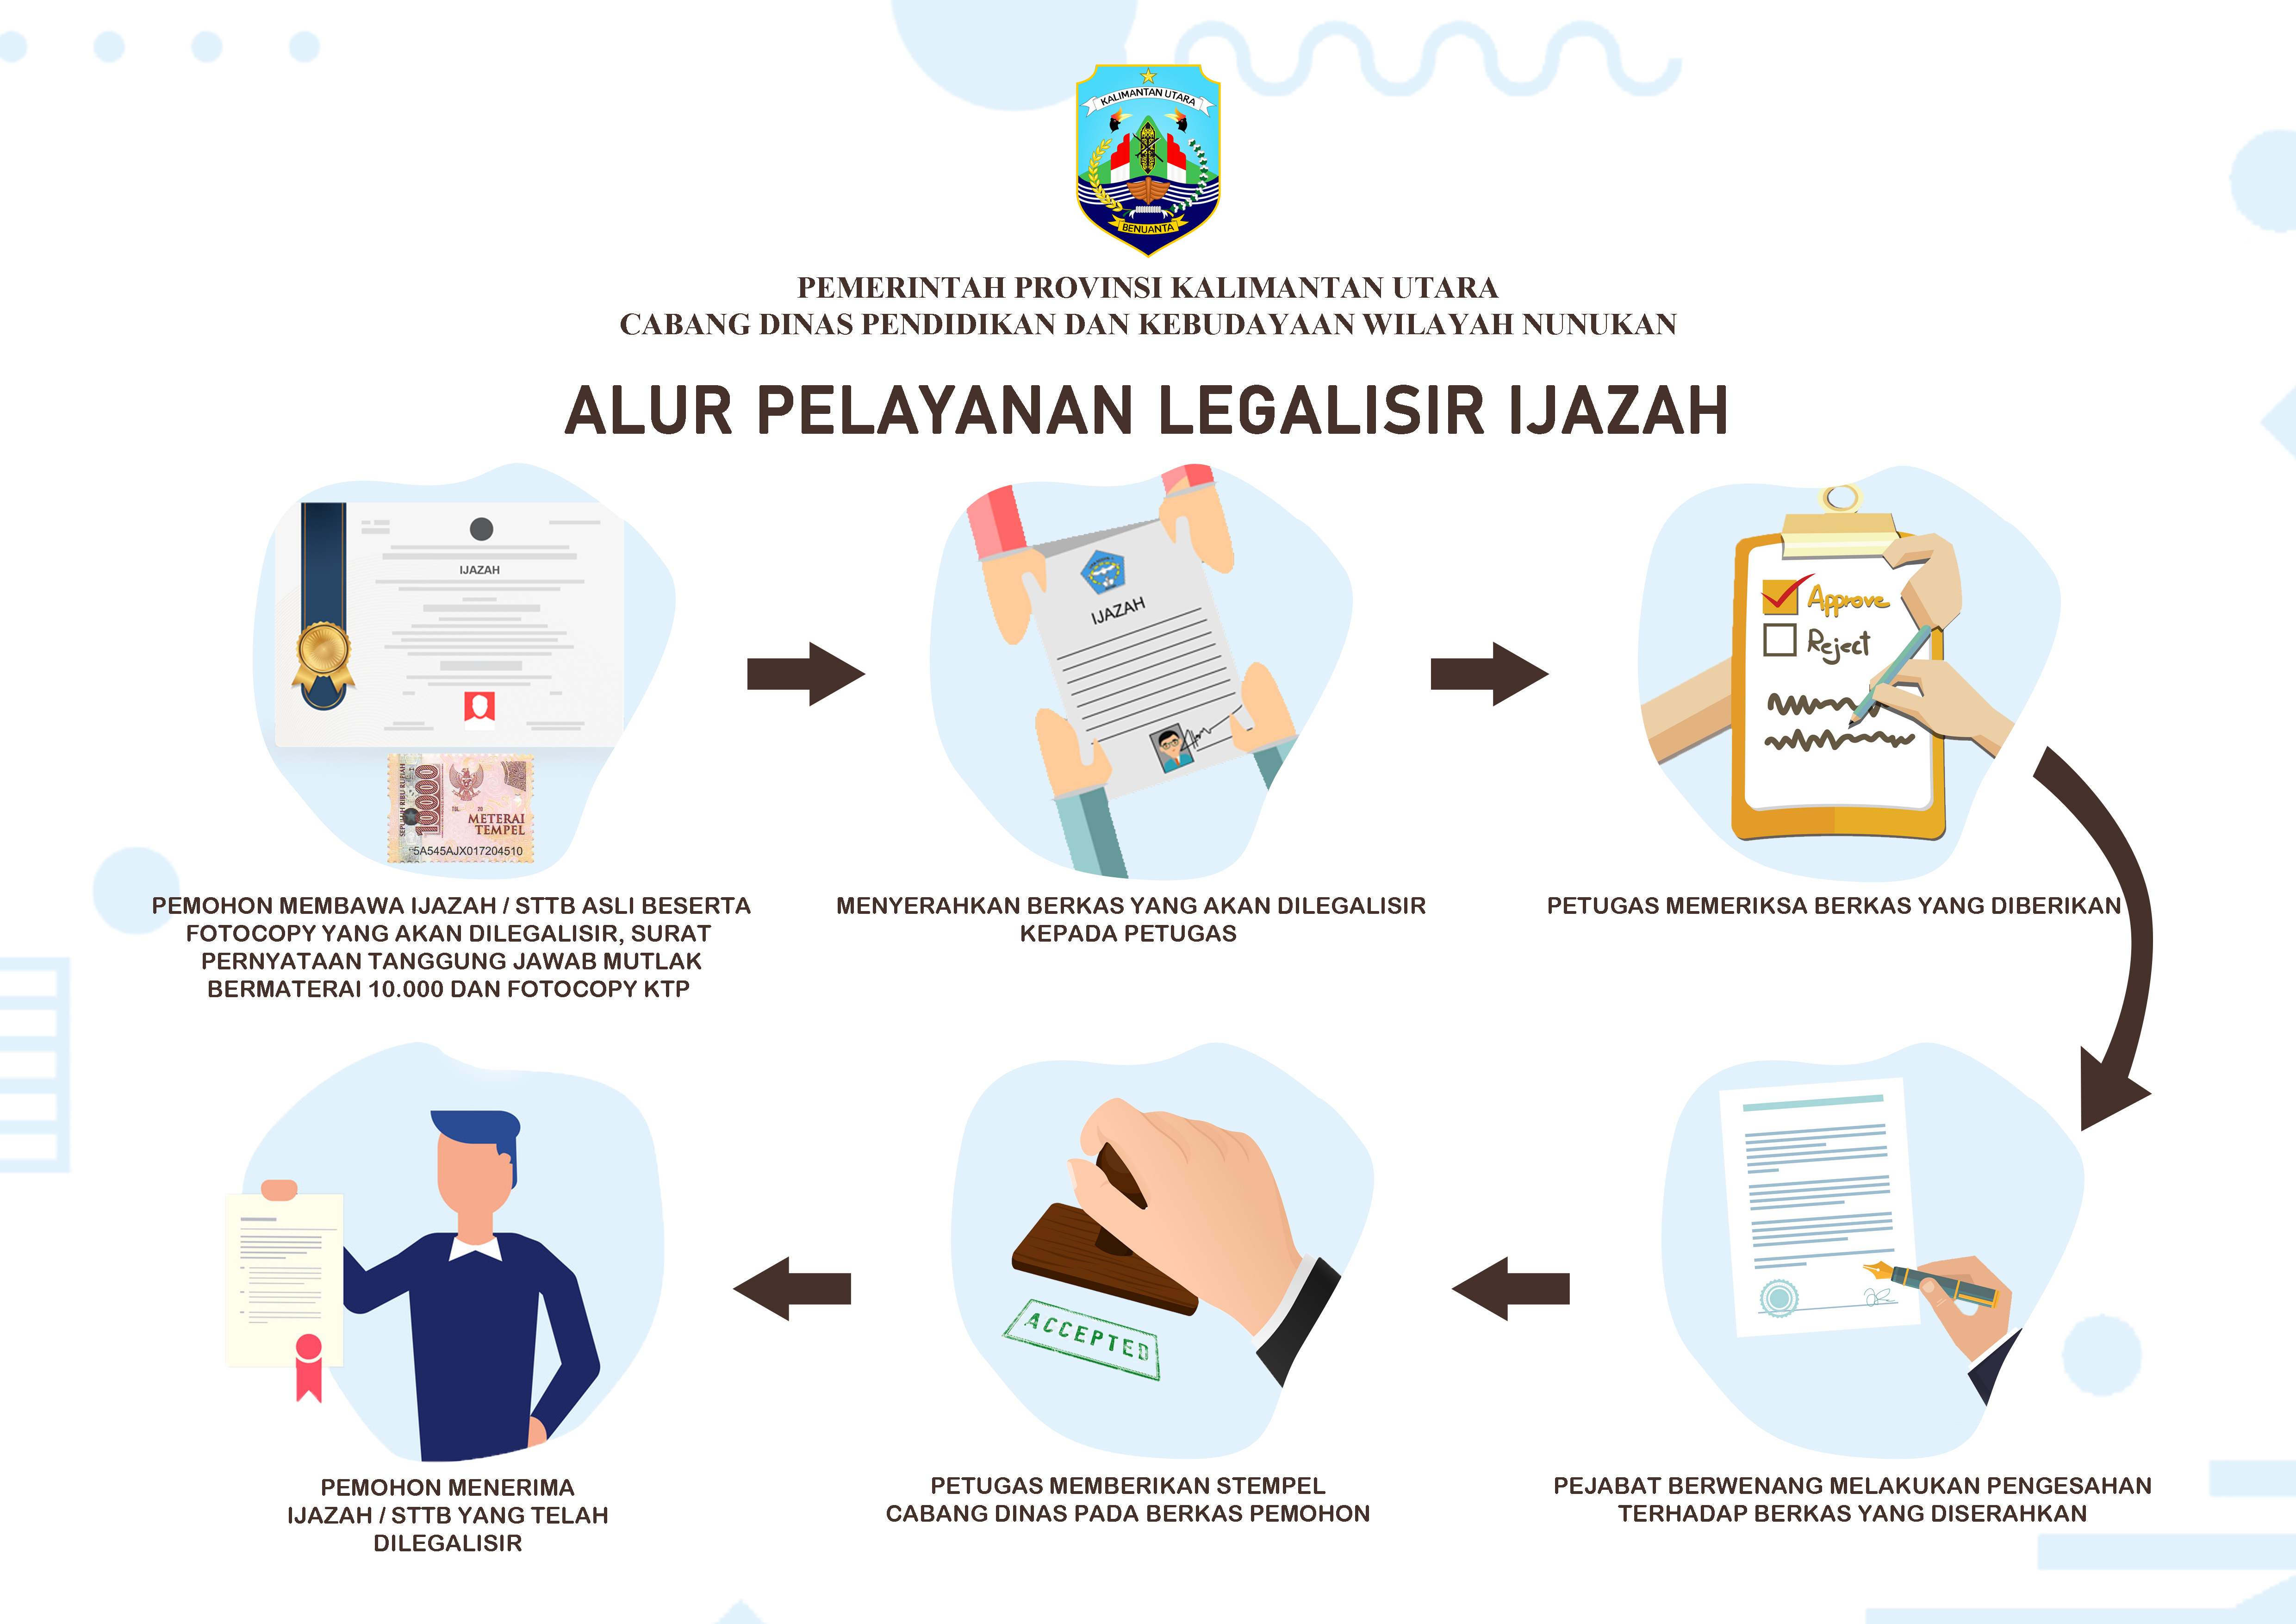 KALIMANTAN UTARA
BENUANTA
PEMERINTAH PROVINSI KALIMANTAN UTARA
CABANG DINAS PENDIDIKAN DAN KEBUDAYAAN WILAYAH NUNUKAN
ALUR PELAYANAN LEGALISIR IJAZAH
IJAZAH
SEPULUH RIBU RUPIAH
10000
TGL. 20
METERAI
TEMPEL
5A545AJX017204510
PEMOHON MEMBAWA IJAZAH / STTB ASLI BESERTA
FOTOCOPY YANG AKAN DILEGALISIR, SURAT
PERNYATAAN TANGGUNG JAWAB MUTLAK
BERMATERAI 10.000 DAN FOTOCOPY KTP
IJAZAH
MENYERAHKAN BERKAS YANG AKAN DILEGALISIR
KEPADA PETUGAS
Approve
Reject
PETUGAS MEMERIKSA BERKAS YANG DIBERIKAN
PEJABAT BERWENANG MELAKUKAN PENGESAHAN
TERHADAP BERKAS YANG DISERAHKAN
ACCEPTED
PETUGAS MEMBERIKAN STEMPEL
CABANG DINAS PADA BERKAS PEMOHON
PEMOHON MENERIMA
IJAZAH / STTB YANG TELAH
DILEGALISIR